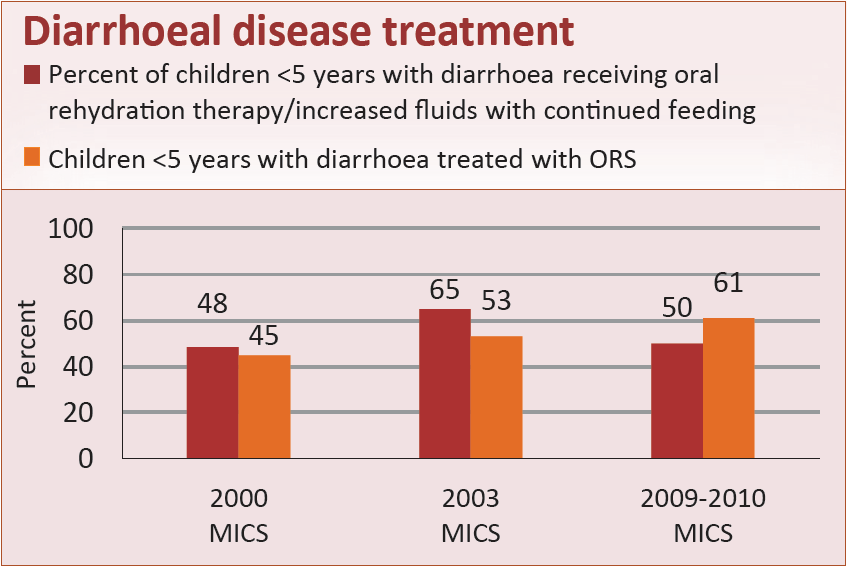 Diarrhoeal disease treatment
Percent of children <5 years with diarrhoea receiving oral
rehydration therapy/increased fluids with continued feeding
Children <5 years with diarrhoea treated with ORS
Percent
100
80
60
40
20
0
48
45
65
53
50
61
2000
MICS
2003
MICS
2009-2010
MICS